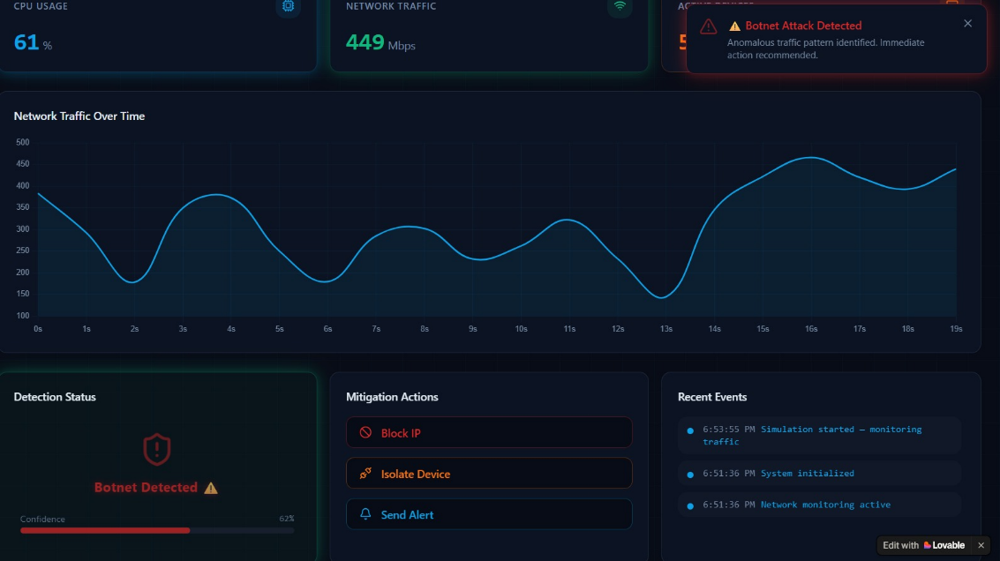 CPU USAGE
61 %
NETWORK TRAFFIC
449 Mbps
ACTIVE DEVICES
5
⚠️ Botnet Attack Detected
Anomalous traffic pattern identified. Immediate
action recommended.
Network Traffic Over Time
500
450
400
350
300
250
200
150
100
0s 1s 2s 3s 4s 5s 6s 7s 8s 9s 10s 11s 12s 13s 14s 15s 16s 17s 18s 19s
Detection Status
Botnet Detected ⚠️
Confidence 62%
Mitigation Actions
Block IP
Isolate Device
Send Alert
Recent Events
6:53:55 PM Simulation started — monitoring
traffic
6:51:36 PM System initialized
6:51:36 PM Network monitoring active
Edit with Lovable